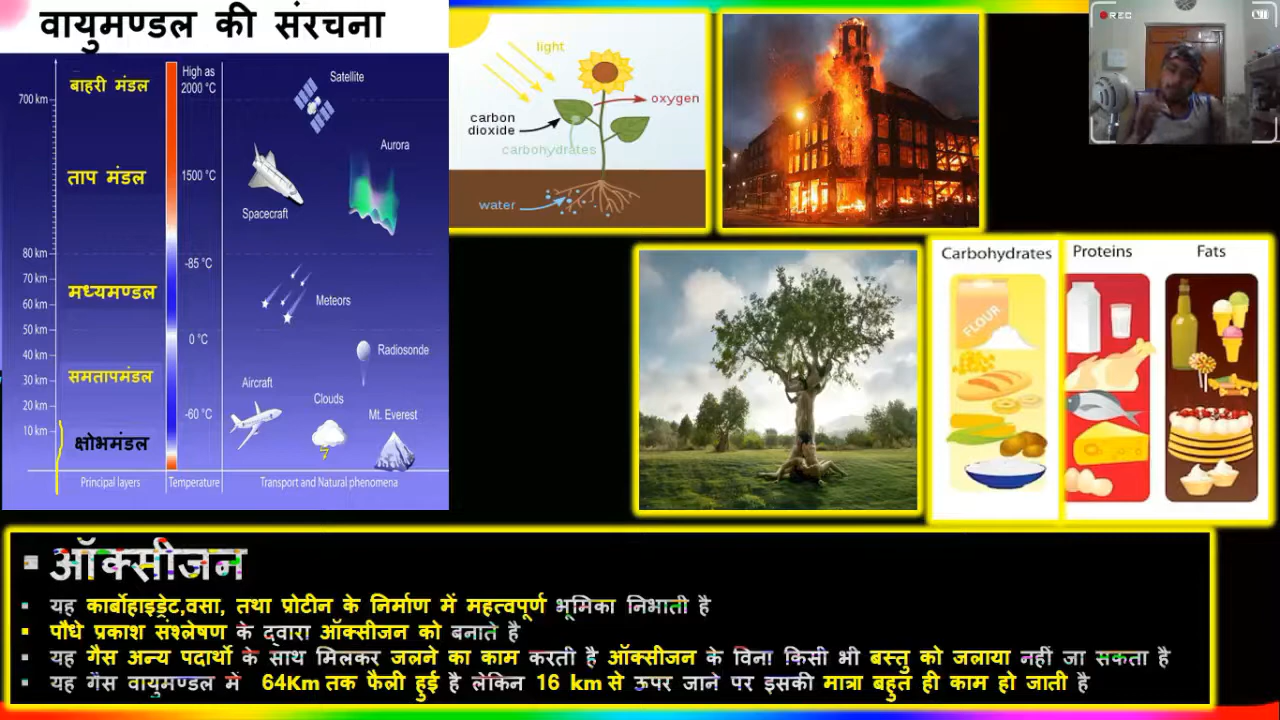 वायुमण्डल की संरचना
बाहरी मंडल
High as
2000 °C
Satellite
700 km
Aurora
ताप मंडल
1500 °C
Spacecraft
80 km
-85 °C
70 km
मध्यमण्डल
60 km
Meteors
50 km
0 °C
40 km
Radiosonde
समतापमंडल
30 km
Aircraft
20 km
-60 °C
Clouds
Mt. Everest
10 km
क्षोभमंडल
Principal layers
Temperature
Transport and Natural phenomena
light
oxygen
carbon
dioxide
carbohydrates
water
REC
Carbohydrates
Proteins
Fats
FLOUR
ऑक्सीजन
यह कार्बोहाइड्रेट,वसा, तथा प्रोटीन के निर्माण में महत्वपूर्ण भूमिका निभाती है
पौधे प्रकाश संश्लेषण के द्वारा ऑक्सीजन को बनाते है
यह गैस अन्य पदार्थो के साथ मिलकर जलने का काम करती है ऑक्सीजन के विना किसी भी बस्तु को जलाया नहीं जा सकता है
यह गैस वायुमण्डल में 64Km तक फैली हुई है लेकिन 16 km से ऊपर जाने पर इसकी मात्रा बहुत ही काम हो जाती है